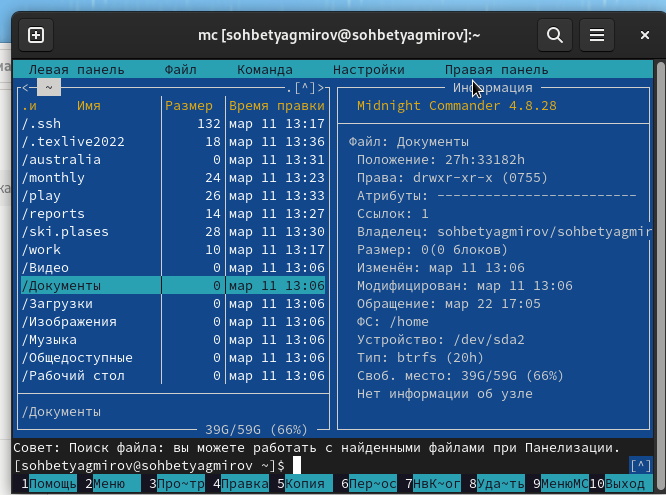 mc [sohbetyagmirov@sohbetyagmirov]:~
Левая панель Файл Команда Настройки Правая панель
<─ ~ .[^]>
.и Имя Размер Время правки
/.ssh 132 мар 11 13:17
/.texlive2022 18 мар 11 13:36
/australia 0 мар 11 13:31
/monthly 24 мар 11 13:23
/play 26 мар 11 13:33
/reports 14 мар 11 13:27
/ski.plases 28 мар 11 13:30
/work 10 мар 11 13:17
/Видео 0 мар 11 13:06
/Документы 0 мар 11 13:06
/Загрузки 0 мар 11 13:06
/Изображения 0 мар 11 13:06
/Музыка 0 мар 11 13:06
/Общедоступные 0 мар 11 13:06
/Рабочий стол 0 мар 11 13:06
/Документы
39G/59G (66%)
Информация
Midnight Commander 4.8.28
Файл: Документы
Положение: 27h:33182h
Права: drwxr-xr-x (0755)
Атрибуты: -------------------------
Ссылок: 1
Владелец: sohbetyagmirov/sohbetyagmir
Размер: 0(0 блоков)
Изменён: мар 11 13:06
Модифицирован: мар 11 13:06
Обращение: мар 22 17:05
ФС: /home
Устройство: /dev/sda2
Тип: btrfs (20h)
Своб. место: 39G/59G (66%)
Нет информации об узле
Совет: Поиск файла: вы можете работать с найденными файлами при Панелизации.
[sohbetyagmirov@sohbetyagmirov ~]$ [^]
1Помощь 2Меню 3Про~тр 4Правка 5Копия 6Пер~ос 7НвК~ог 8Уда~ть 9МенюМС 10Выход